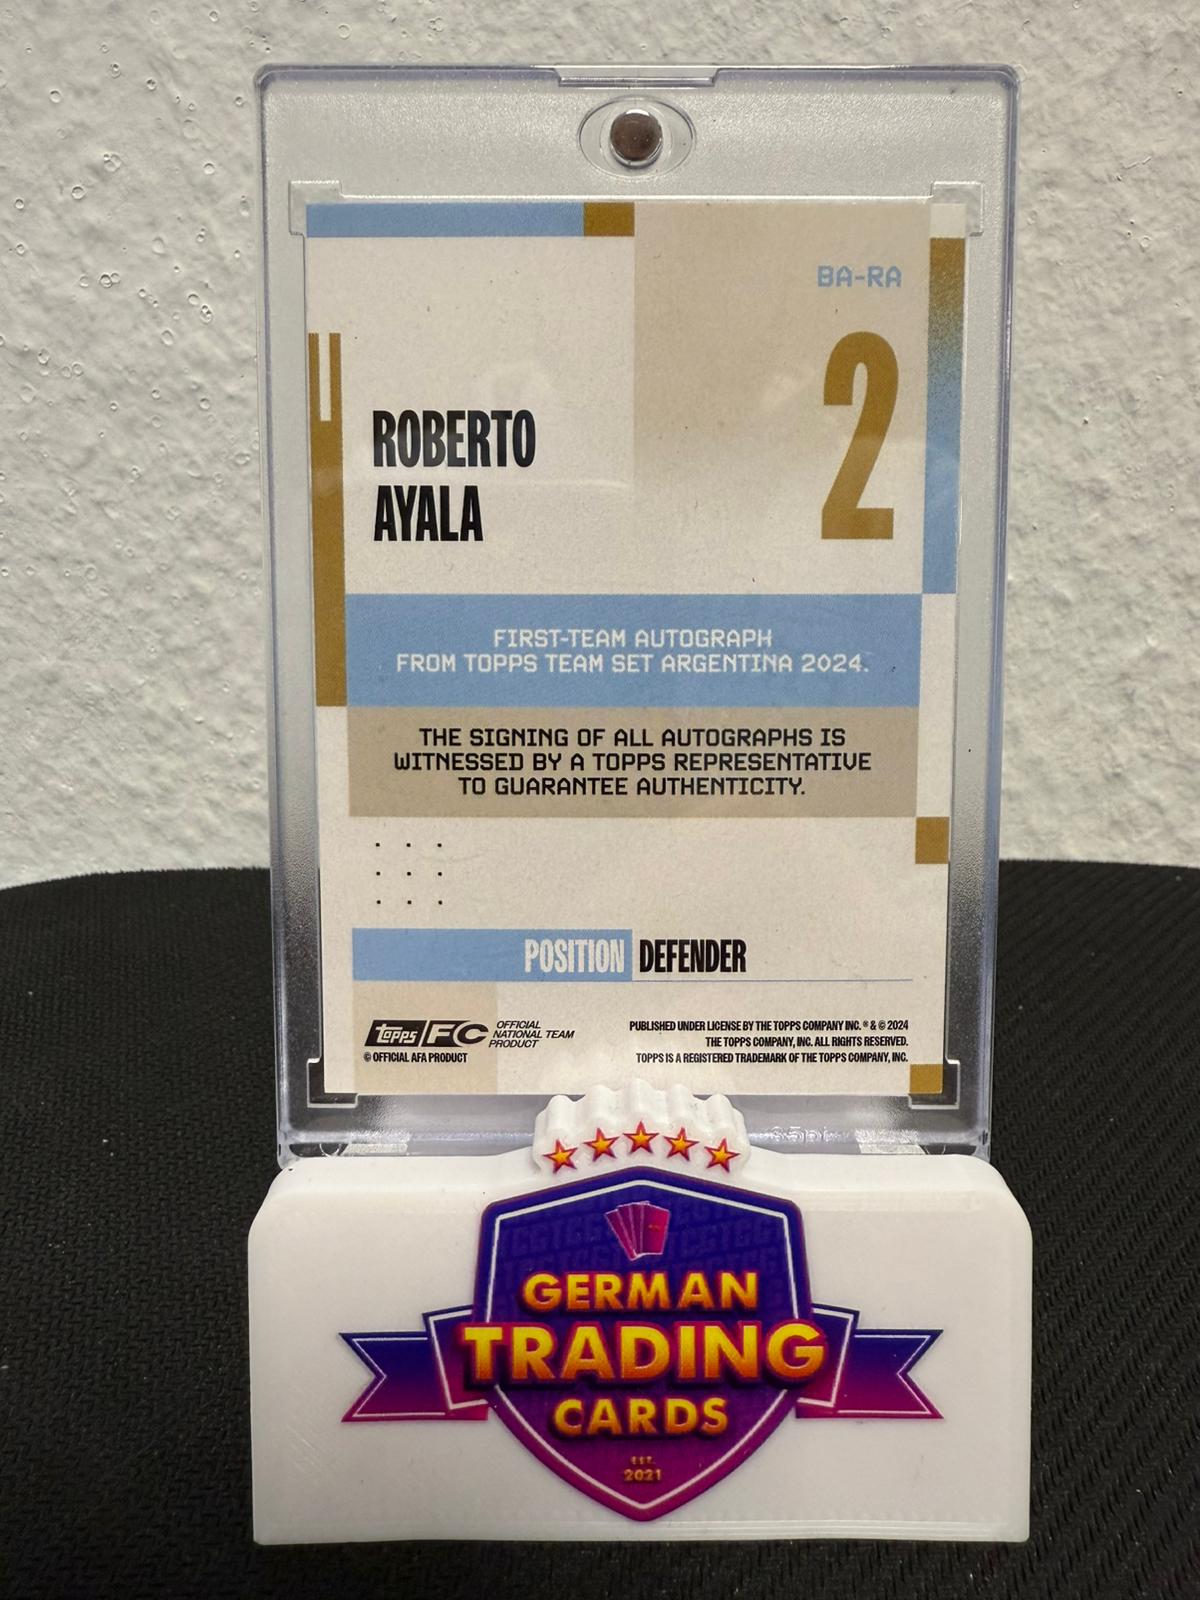 BA-RA
2
ROBERTO
AYALA
FIRST-TEAM AUTOGRAPH
FROM TOPPS TEAM SET ARGENTINA 2024.
THE SIGNING OF ALL AUTOGRAPHS IS
WITNESSED BY A TOPPS REPRESENTATIVE
TO GUARANTEE AUTHENTICITY.
POSITION DEFENDER
topps FC OFFICIAL
NATIONAL TEAM
PRODUCT
© OFFICIAL AFA PRODUCT
PUBLISHED UNDER LICENSE BY THE TOPPS COMPANY INC. ® & © 2024
THE TOPPS COMPANY, INC. ALL RIGHTS RESERVED.
TOPPS IS A REGISTERED TRADEMARK OF THE TOPPS COMPANY, INC.
GERMAN
TRADING
CARDS
EST.
2021